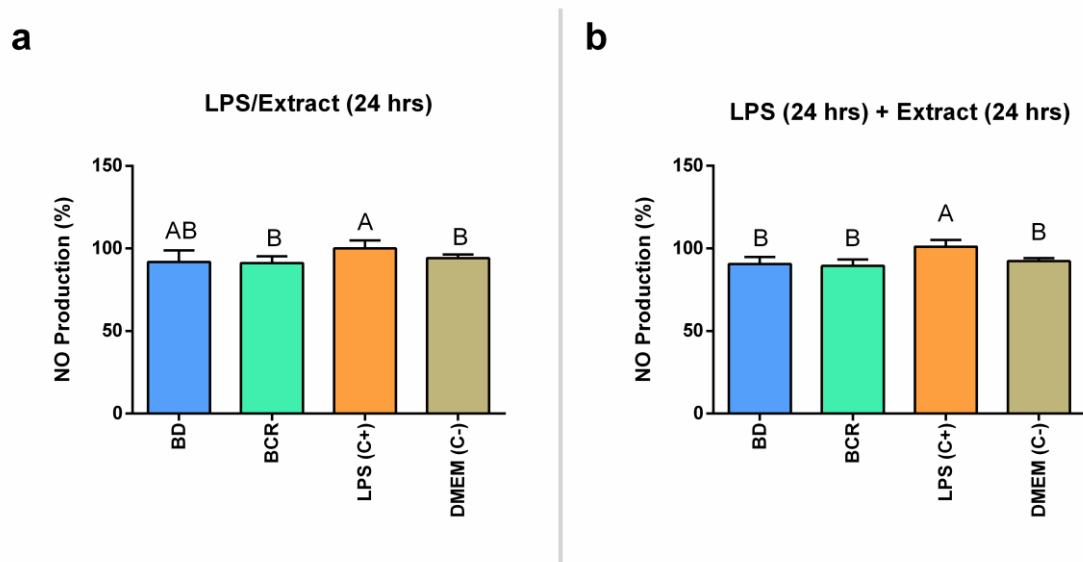 a
LPS/Extract (24 hrs)
NO Production (%)
150
100
50
0
AB
B
A
B
BD
BCR
LPS (C+)
DMEM (C-)
b
LPS (24 hrs) + Extract (24 hrs)
NO Production (%)
150
100
50
0
B
B
A
B
BD
BCR
LPS (C+)
DMEM (C-)